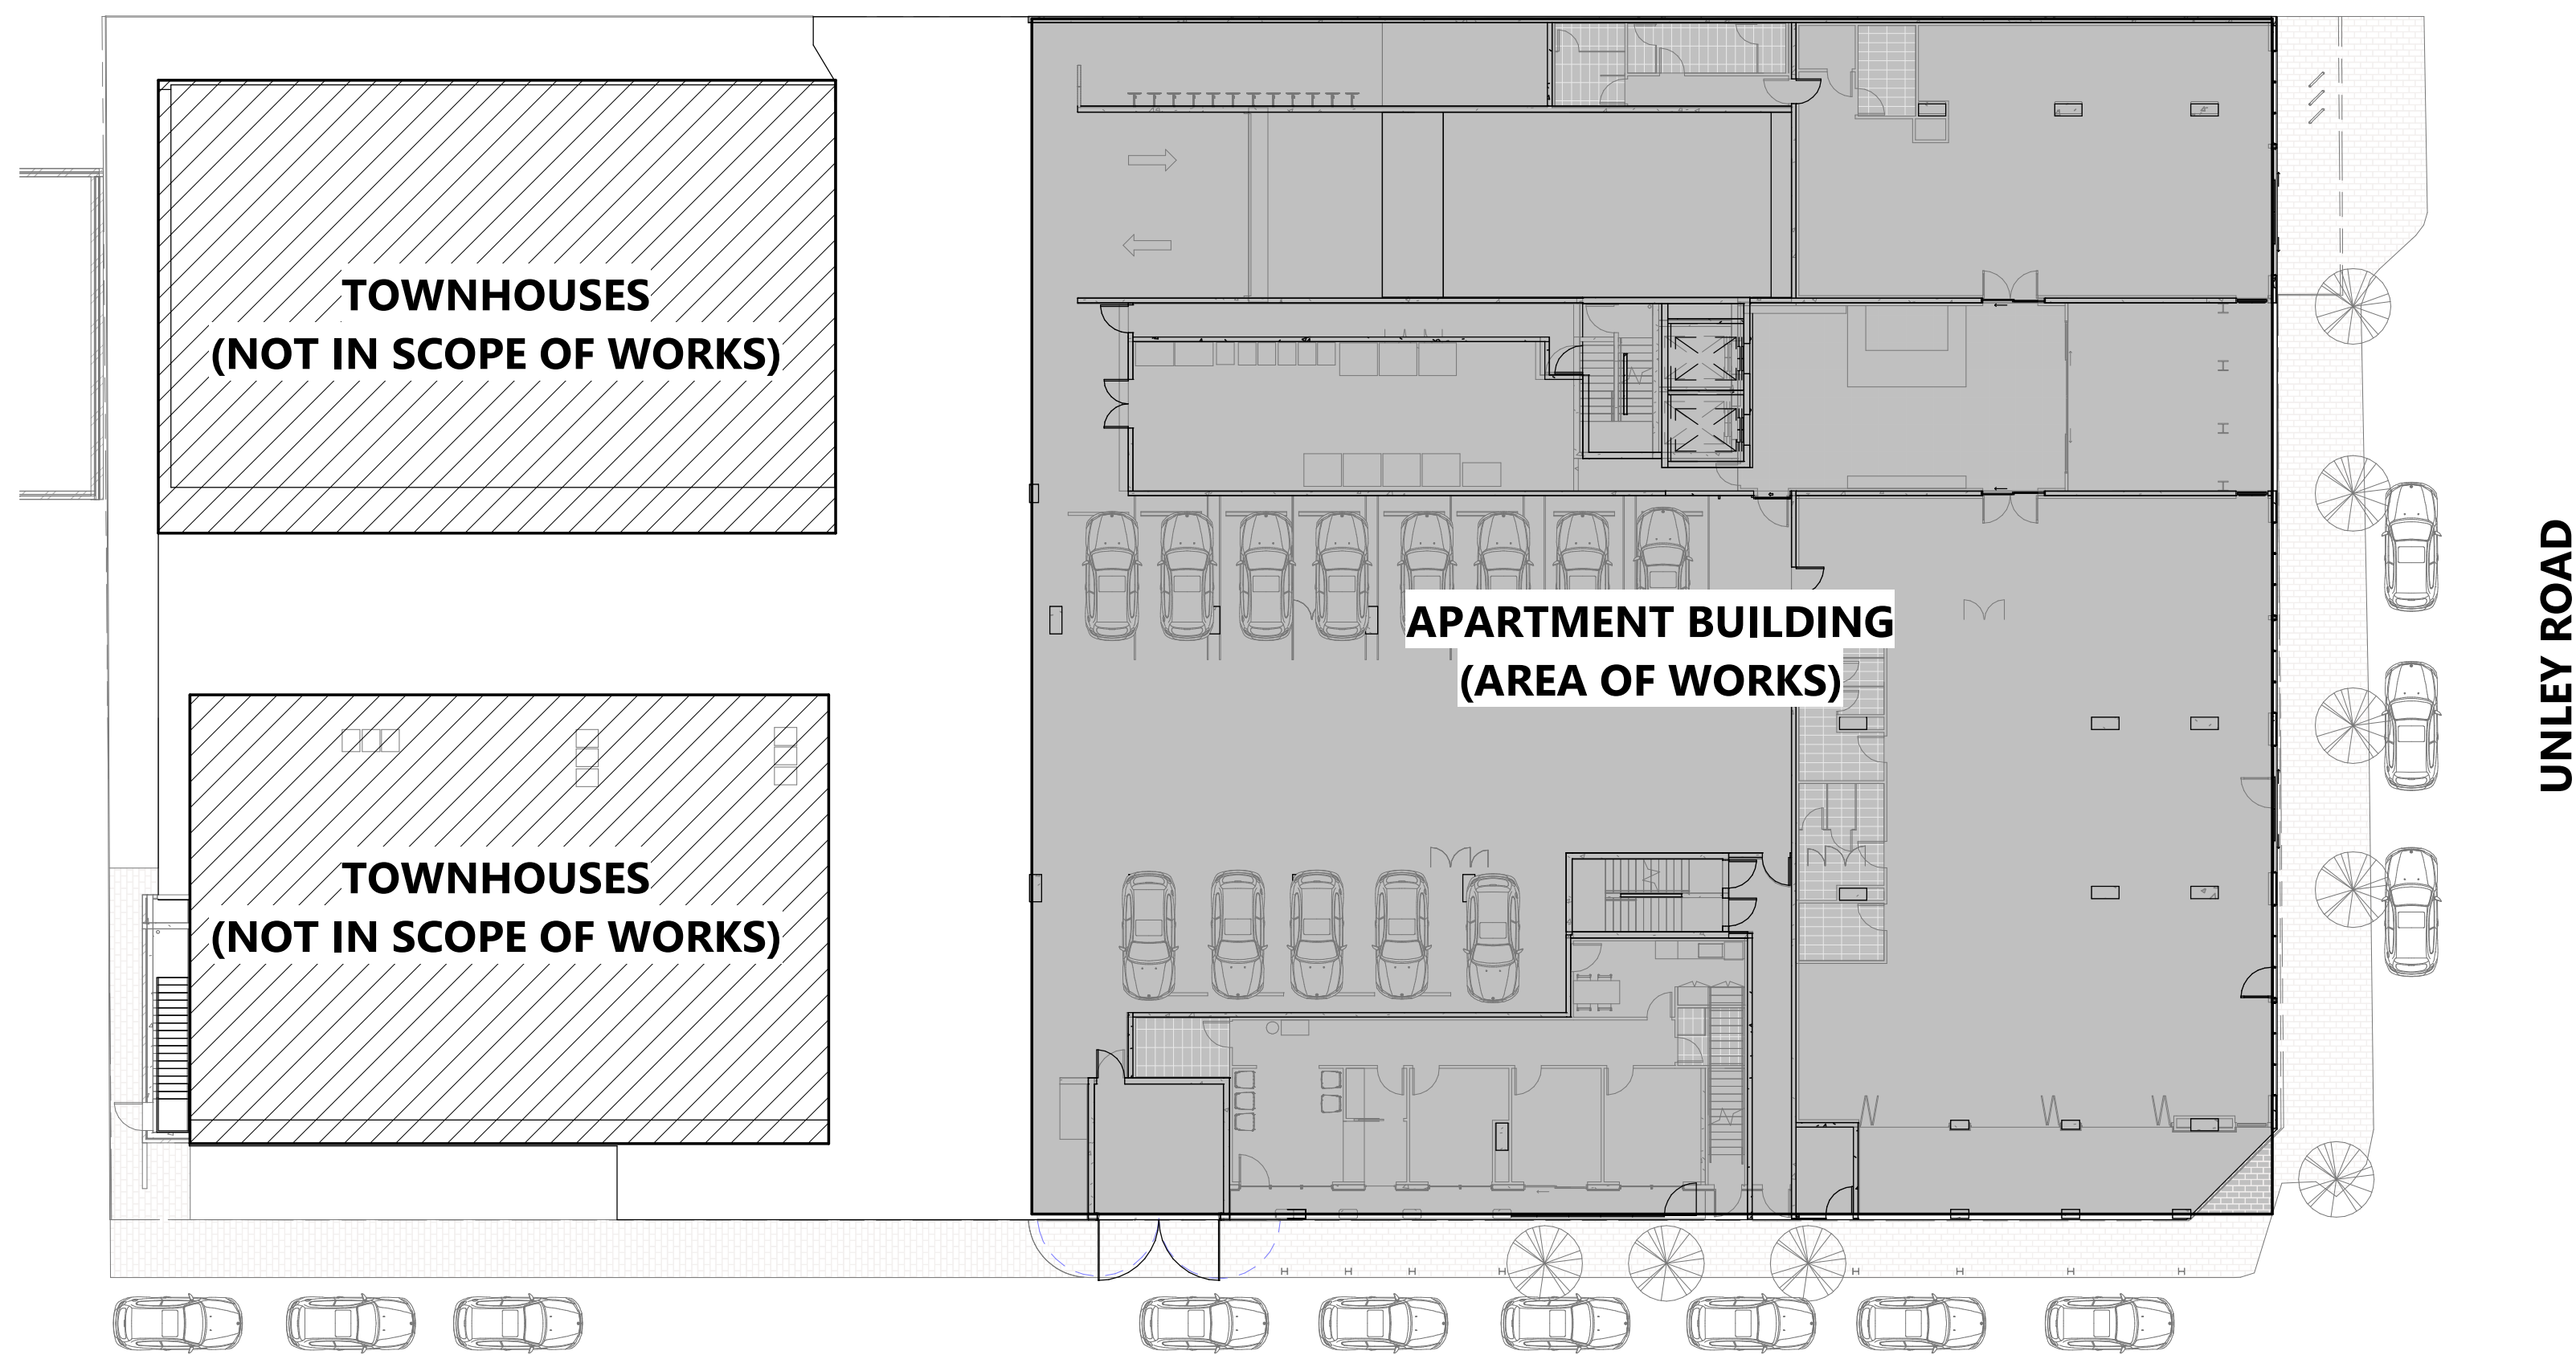 TOWNHOUSES
(NOT IN SCOPE OF WORKS)
APARTMENT BUILDING
(AREA OF WORKS)
UNLEY ROAD
TOWNHOUSES
(NOT IN SCOPE OF WORKS)